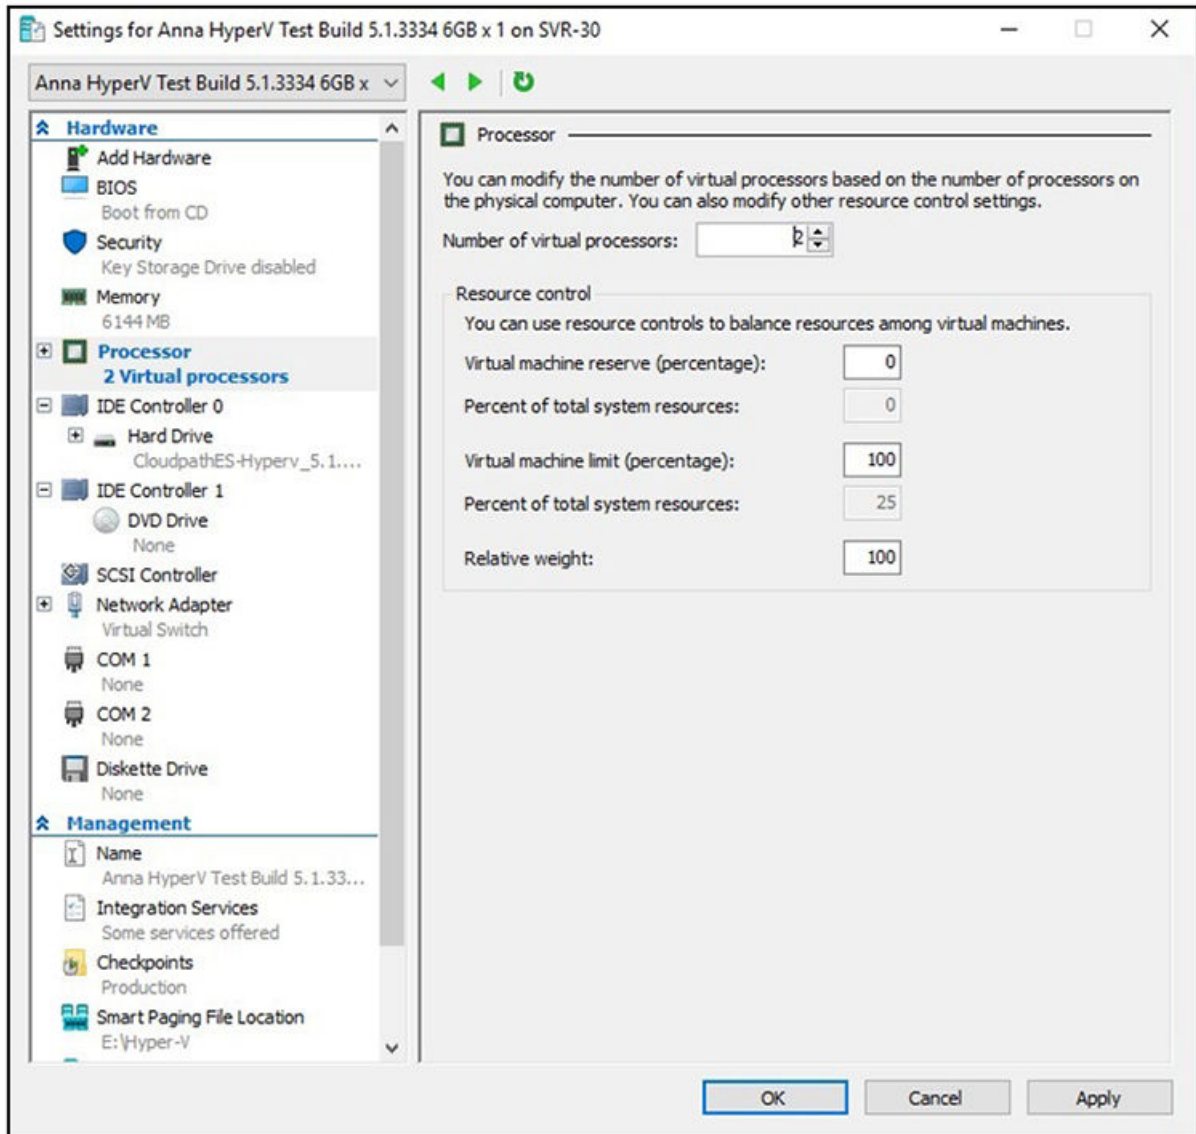 Settings for Anna HyperV Test Build 5.1.3334 6GB x 1 on SVR-30
Anna HyperV Test Build 5.1.3334 6GB x
Hardware
Add Hardware
BIOS
Boot from CD
Security
Key Storage Drive disabled
Memory
6144 MB
Processor
2 Virtual processors
IDE Controller 0
Hard Drive
CloudpathES-Hyperv_5.1....
IDE Controller 1
DVD Drive
None
SCSI Controller
Network Adapter
Virtual Switch
COM 1
None
COM 2
None
Diskette Drive
None
Management
Name
Anna HyperV Test Build 5.1.33...
Integration Services
Some services offered
Checkpoints
Production
Smart Paging File Location
E:\Hyper-V
Processor
You can modify the number of virtual processors based on the number of processors on
the physical computer. You can also modify other resource control settings.
Number of virtual processors: 2
Resource control
You can use resource controls to balance resources among virtual machines.
Virtual machine reserve (percentage): 0
Percent of total system resources: 0
Virtual machine limit (percentage): 100
Percent of total system resources: 25
Relative weight: 100
OK Cancel Apply